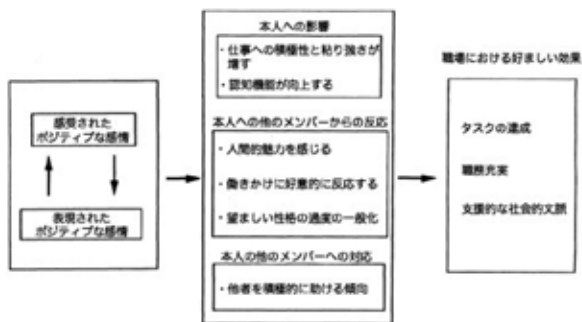 感受された
ポジティブな感情
表現された
ポジティブな感情
本人への影響
・仕事への積極性と粘り強さが
増す
・認知機能が向上する
本人への他のメンバーからの反応
・人間的魅力を感じる
・働きかけに好意的に反応する
・望ましい性格の過度の一般化
本人の他のメンバーへの対応
・他者を積極的に助ける傾向
職場における好ましい効果
タスクの達成
職務充実
支援的な社会的文脈